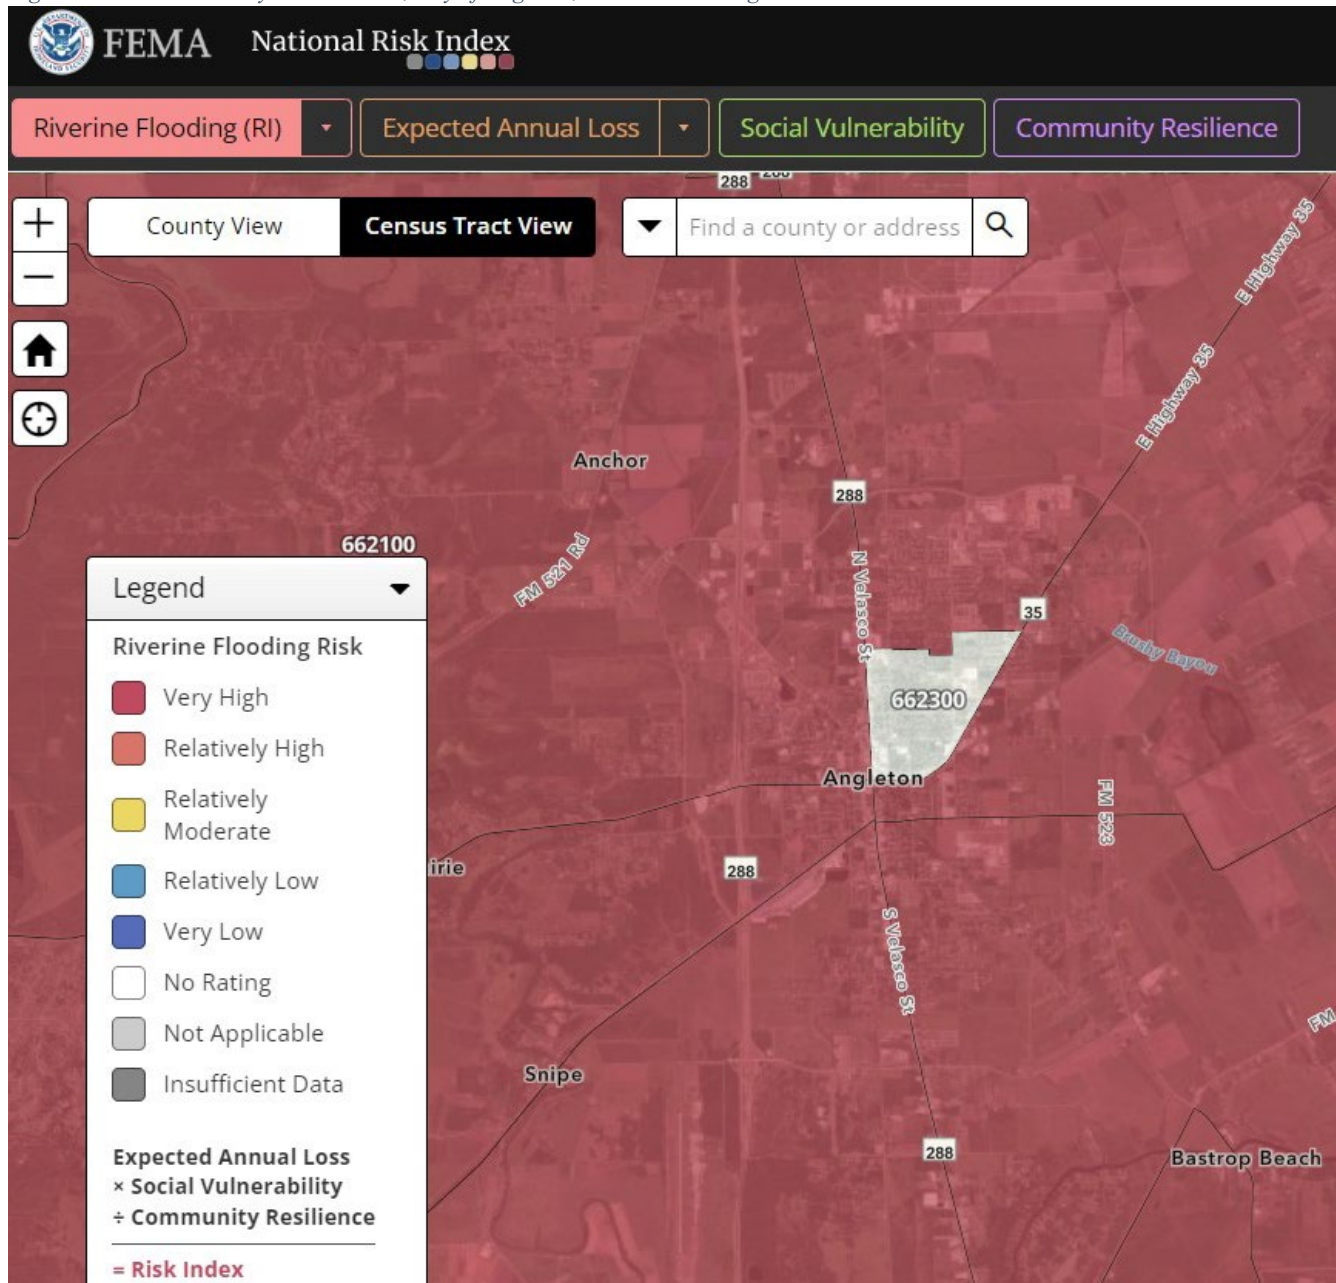 FEMA National Risk Index
Riverine Flooding (RI) Expected Annual Loss Social Vulnerability Community Resilience
288
County View Census Tract View Find a county or address
E Highway 35
E Highway 35
Anchor
288
662100
FM 521 Rd
N Velasco St
35
Brushy Bayou
662300
Angleton
FM 523
irie
288
S Velasco St
FM
Snipe
288
Bastrop Beach
Legend
Riverine Flooding Risk
Very High
Relatively High
Relatively
Moderate
Relatively Low
Very Low
No Rating
Not Applicable
Insufficient Data
Expected Annual Loss
× Social Vulnerability
÷ Community Resilience
= Risk Index